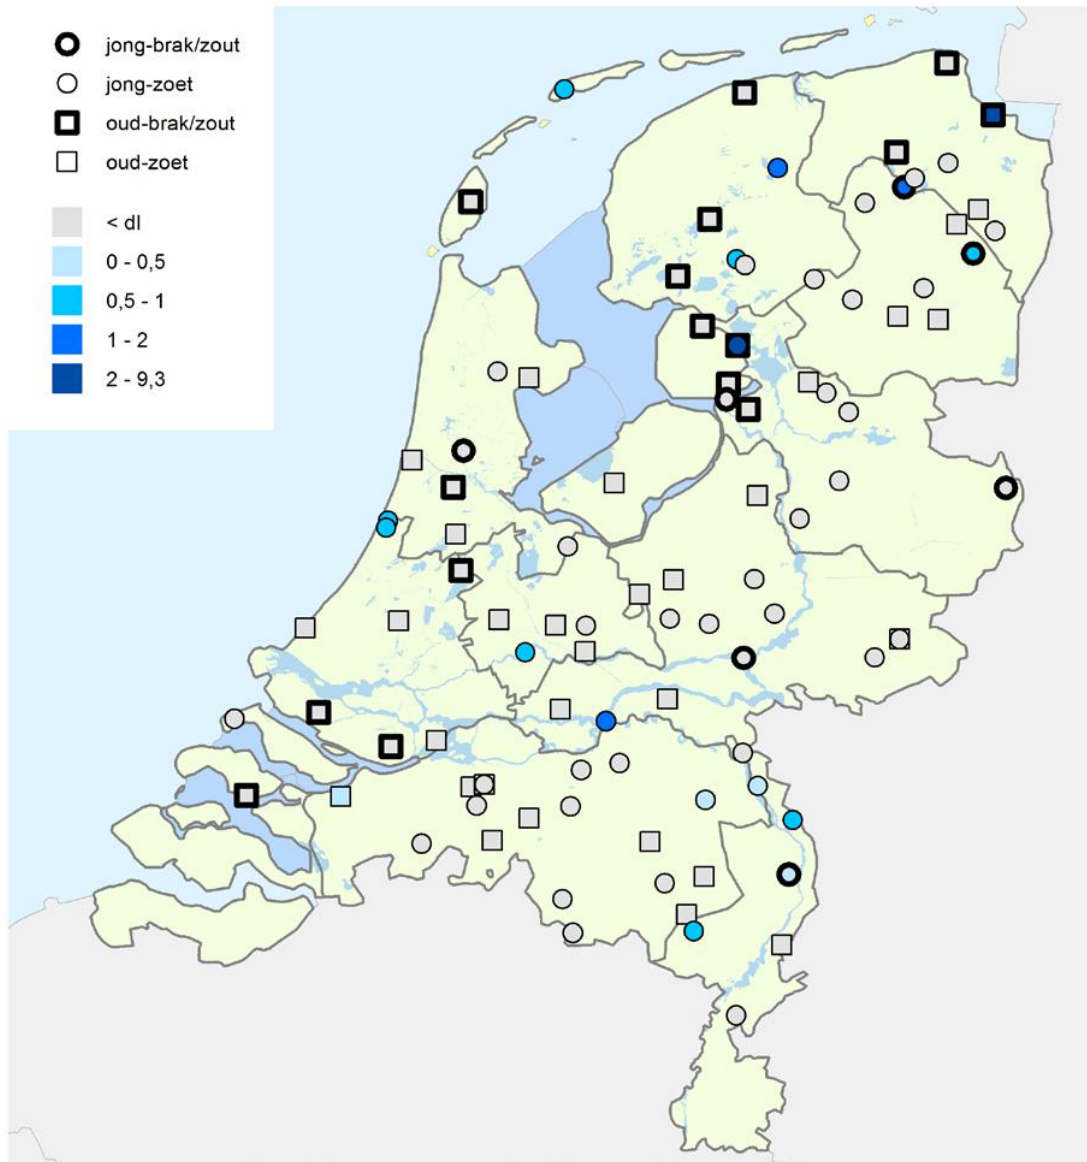 jong-brak/zout
jong-zoet
oud-brak/zout
oud-zoet
< dl
0 - 0,5
0,5 - 1
1 - 2
2 - 9,3